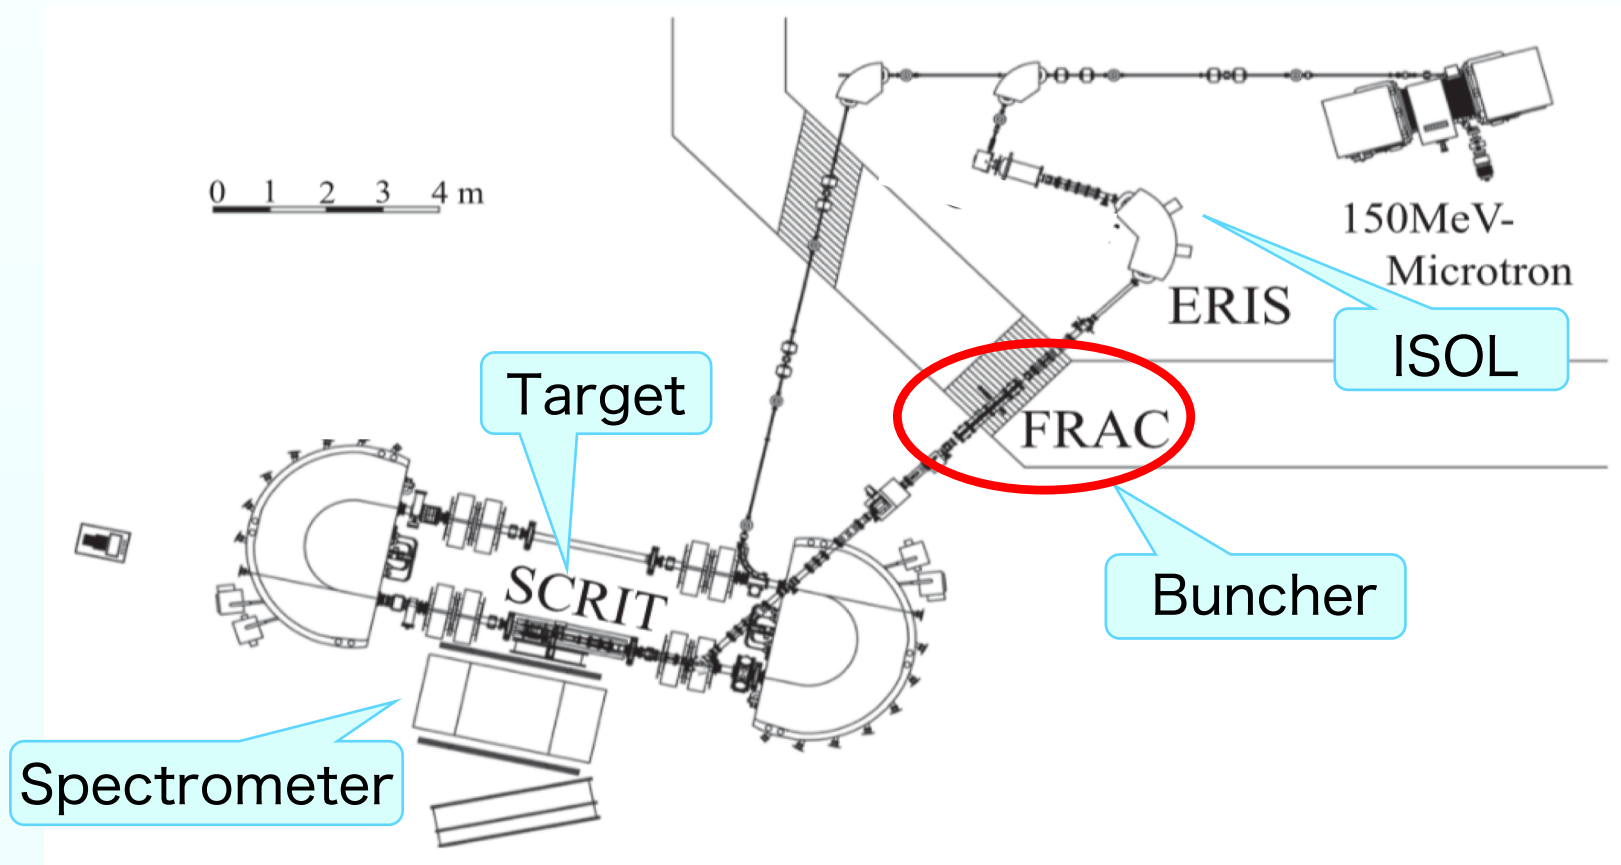 0 1 2 3 4 m
150MeV-
Microtron
ERIS
ISOL
Target
FRAC
SCRIT
Buncher
Spectrometer